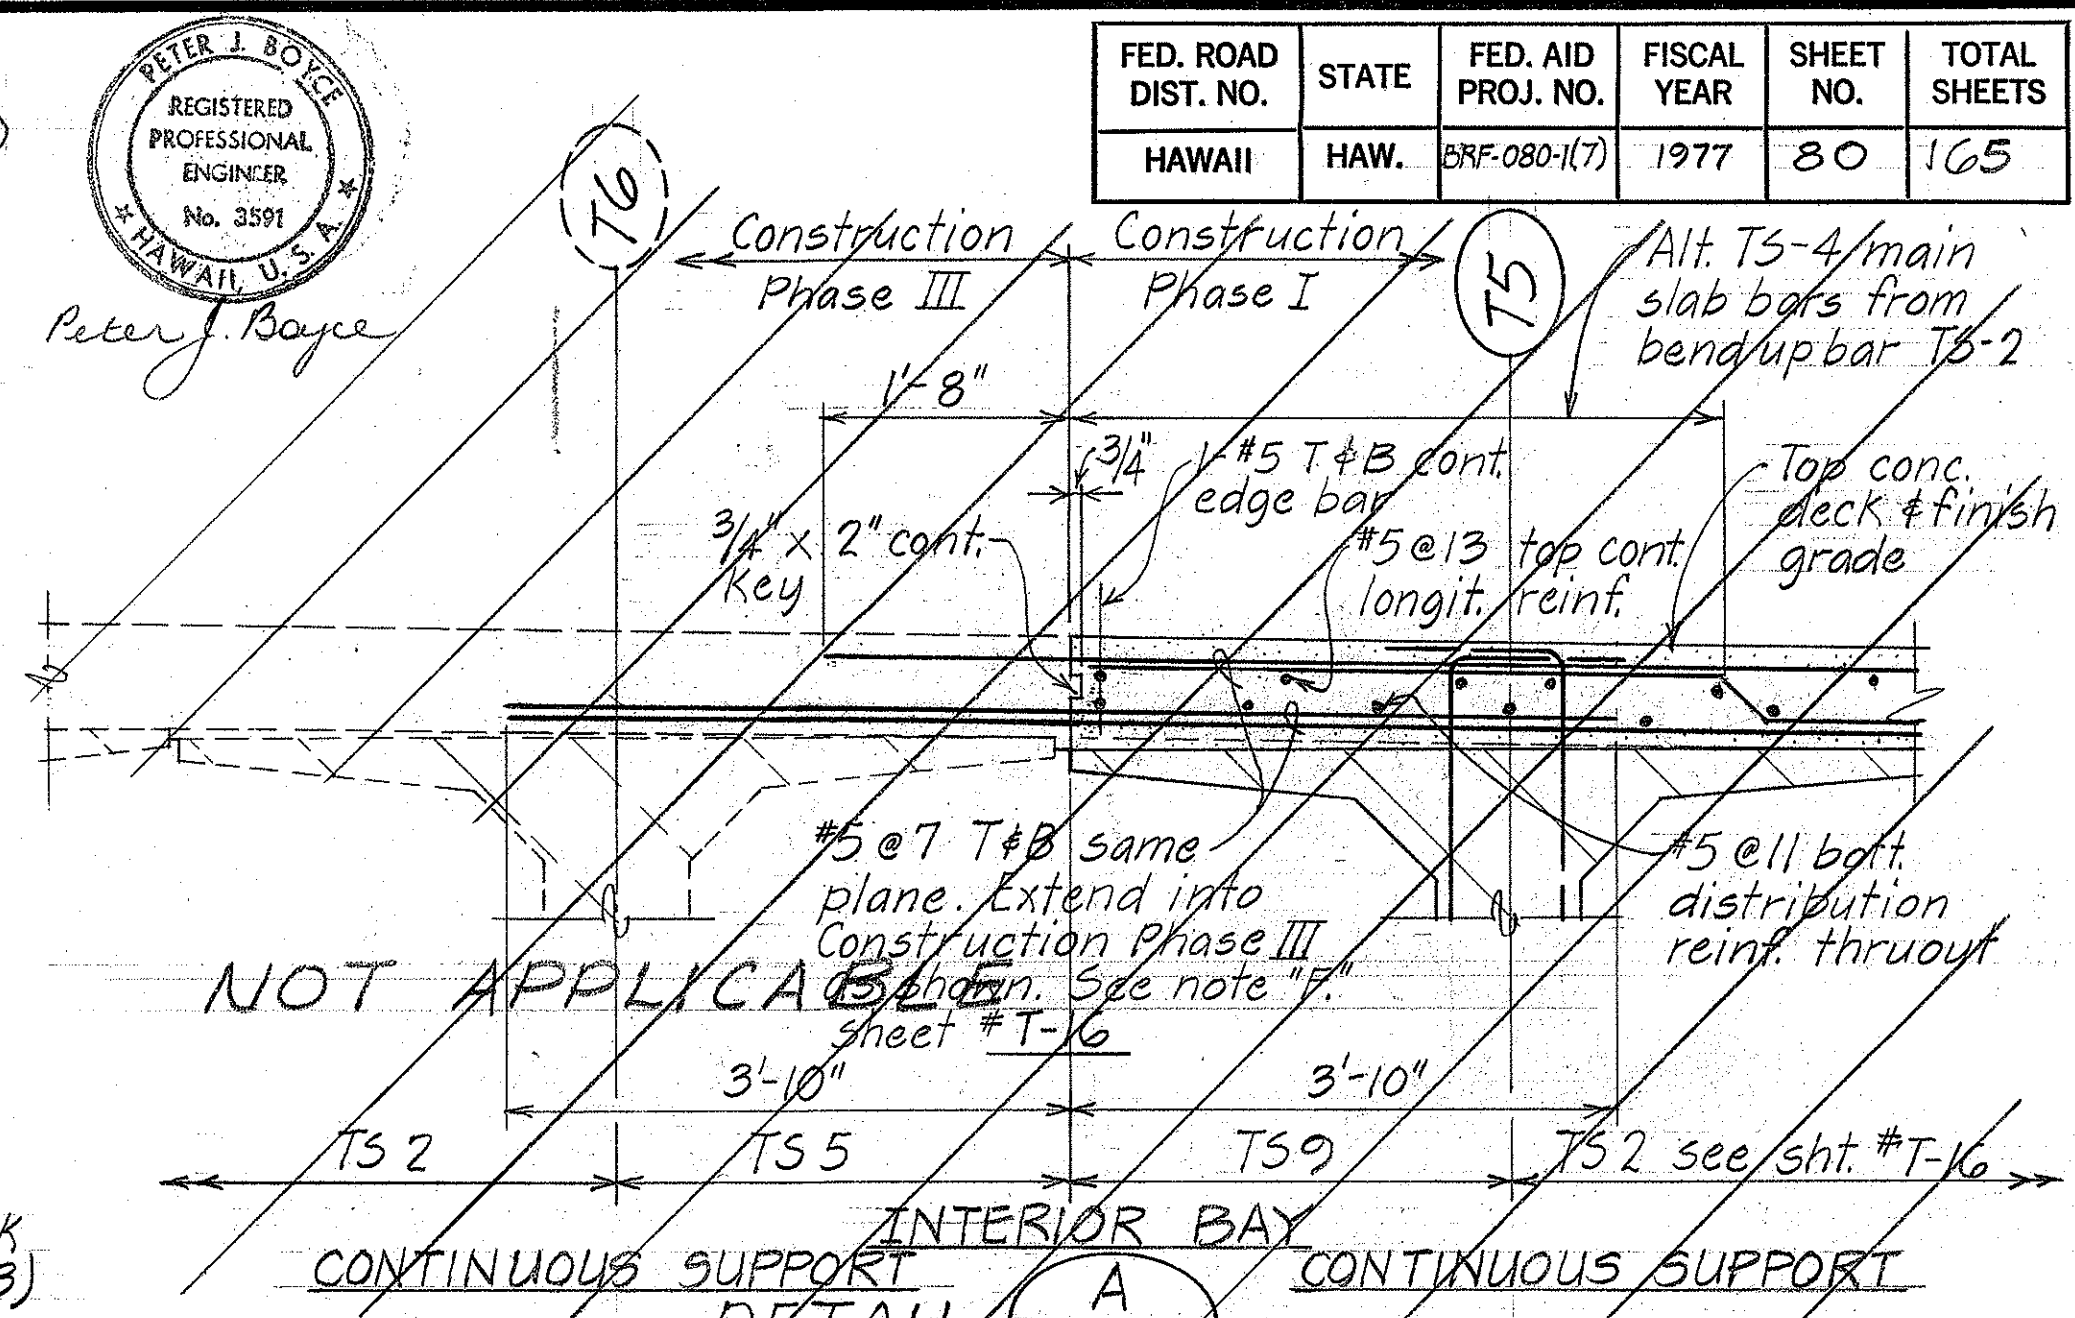 PETER J. BOYCE
REGISTERED
PROFESSIONAL
ENGINEER
No. 3591
★ HAWAII, U.S.A. ★
Peter J. Boyce
FED. ROAD DIST. NO.
STATE
FED. AID PROJ. NO.
FISCAL YEAR
SHEET NO.
TOTAL SHEETS
HAWAII
HAW.
BRF-080-1(7)
1977
80
165
T6
Construction
Phase III
Construction
Phase I
T5
Alt. TS-4 main
slab bars from
bend up bar TS-2
1'-8"
3/4"
1-#5 T&B cont.
edge bar
Top conc.
deck & finish
grade
3/4" x 2" cont.
Key
#5@13 top cont.
longit. reinf.
#5@7 T&B same
plane. Extend into
Construction Phase III
as shown. See note "F."
sheet # T-16
#5@11 bott.
distribution
reinf. thruout
NOT APPLICABLE
3'-10"
3'-10"
TS 2
TS 5
TS9
TS2 see sht. #T-16
INTERIOR BAY
CONTINUOUS SUPPORT
CONTINUOUS SUPPORT
DETAIL
A
K
3)